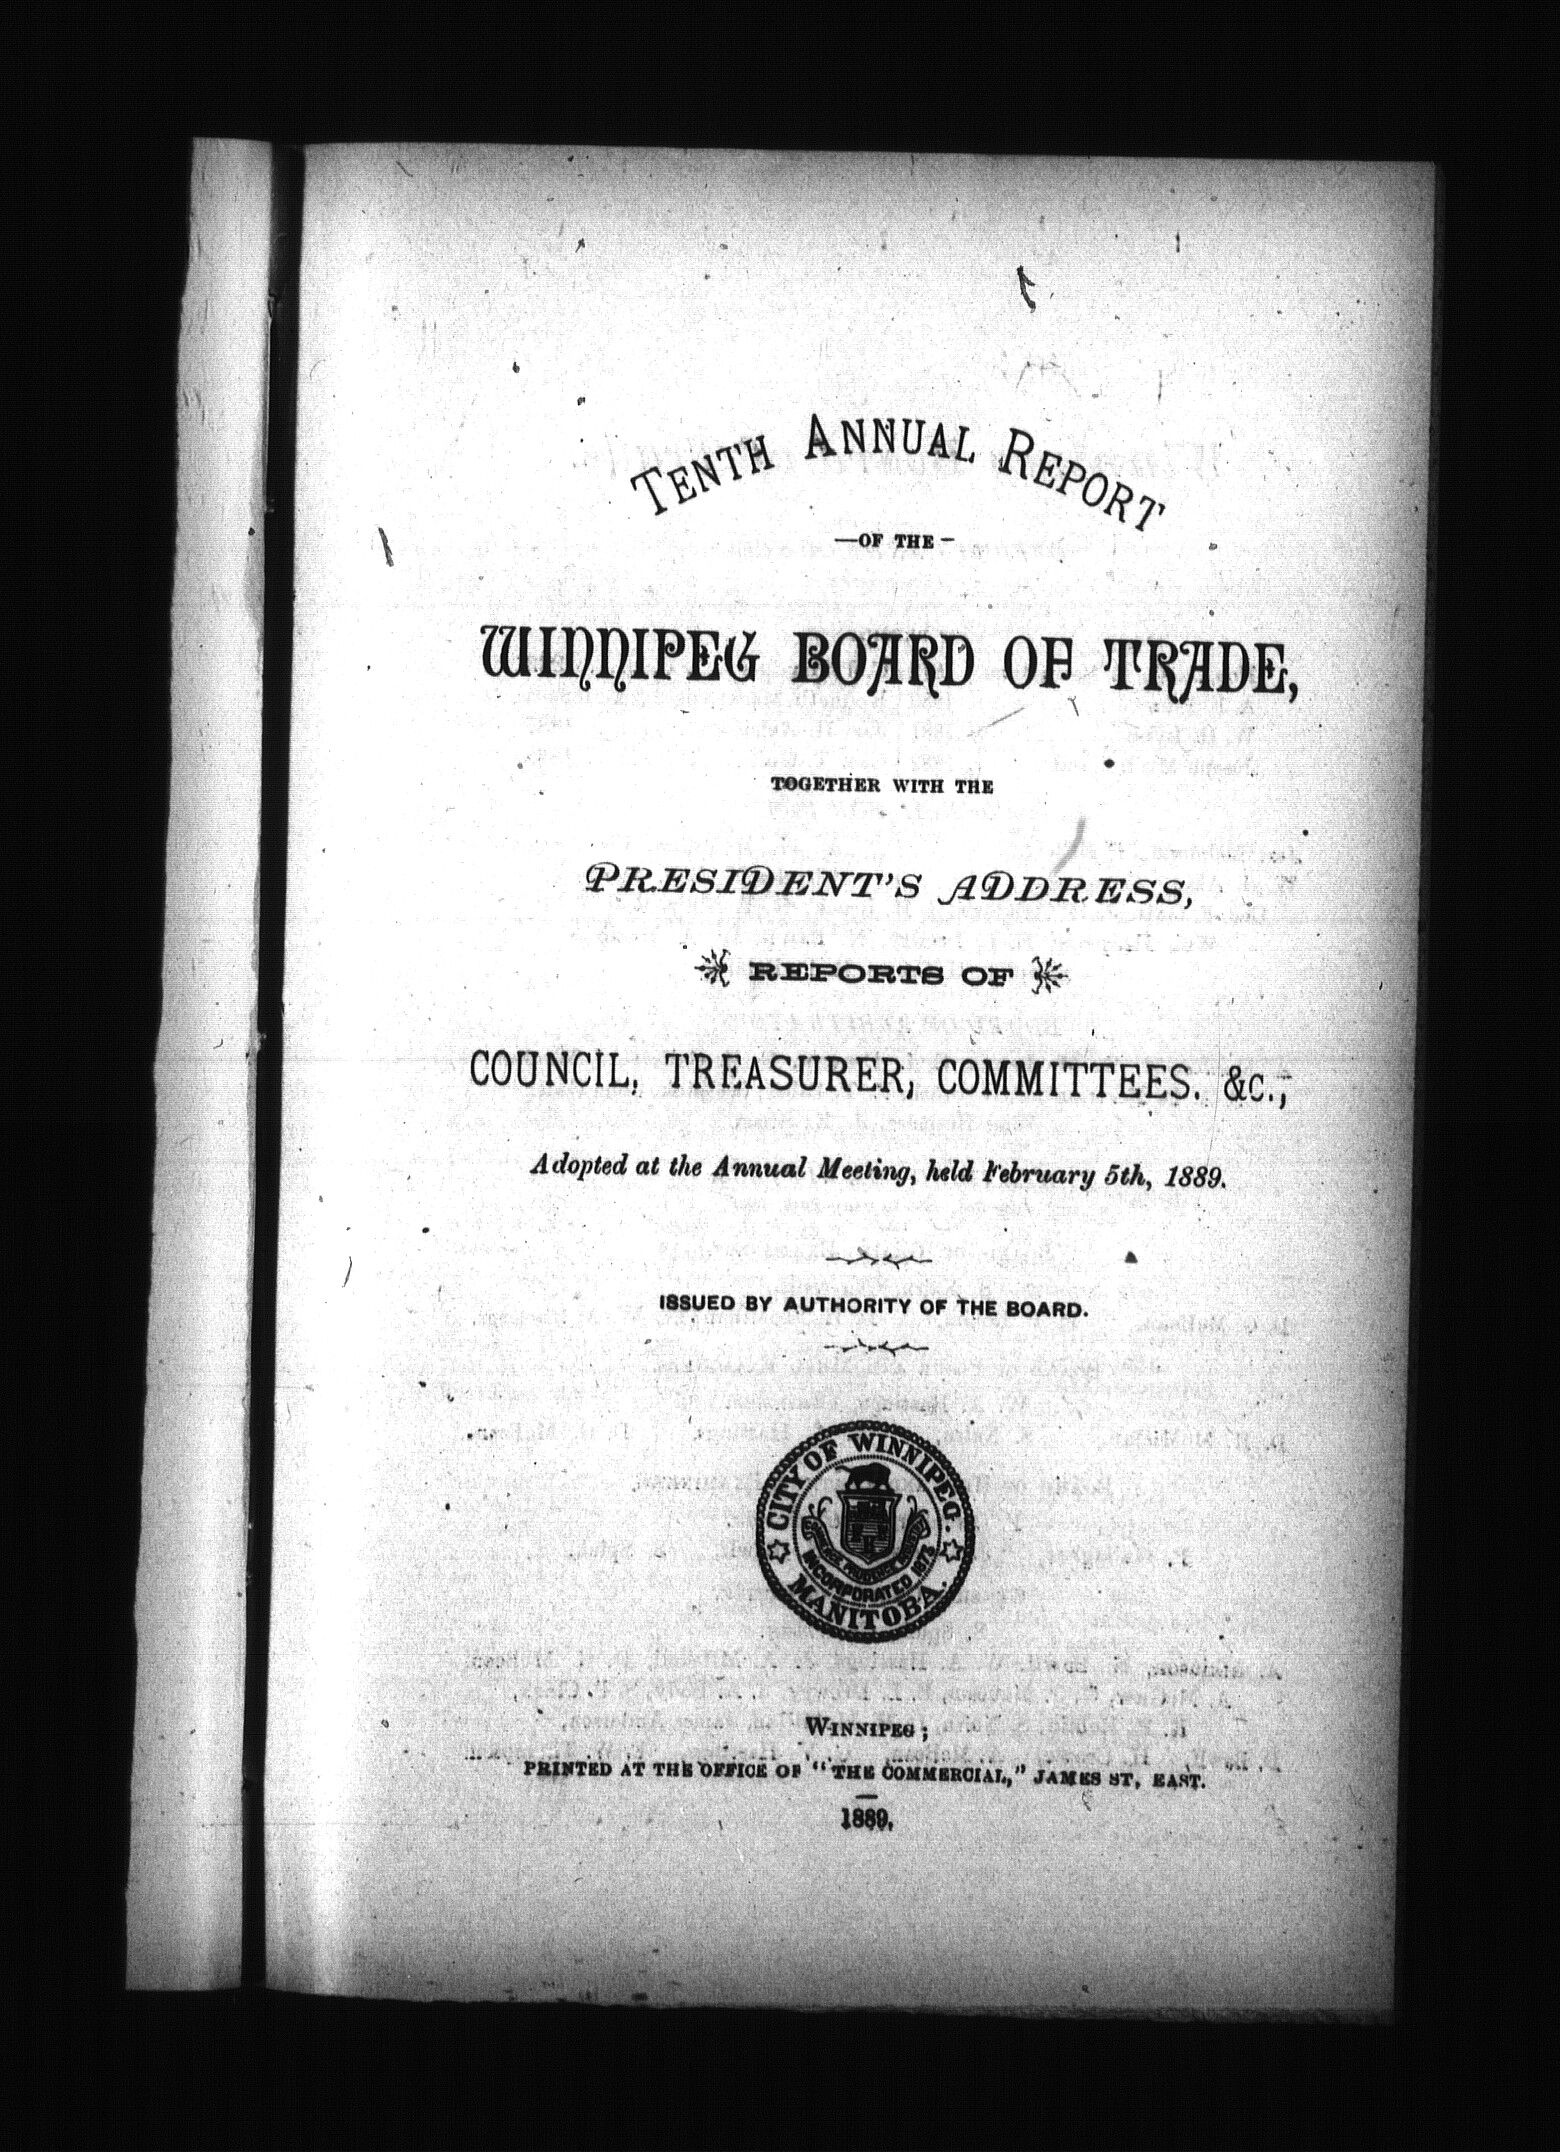 TENTH ANNUAL REPORT
—OF THE—
WINNIPEG BOARD OF TRADE,
TOGETHER WITH THE
PRESIDENT'S ADDRESS,
REPORTS OF
COUNCIL, TREASURER, COMMITTEES. &C.,
Adopted at the Annual Meeting, held February 5th, 1889.
ISSUED BY AUTHORITY OF THE BOARD.
CITY OF WINNIPEG.
INCORPORATED 1873
MANITOBA.
WINNIPEG;
PRINTED AT THE OFFICE OF "THE COMMERCIAL," JAMES ST, EAST.
1889.